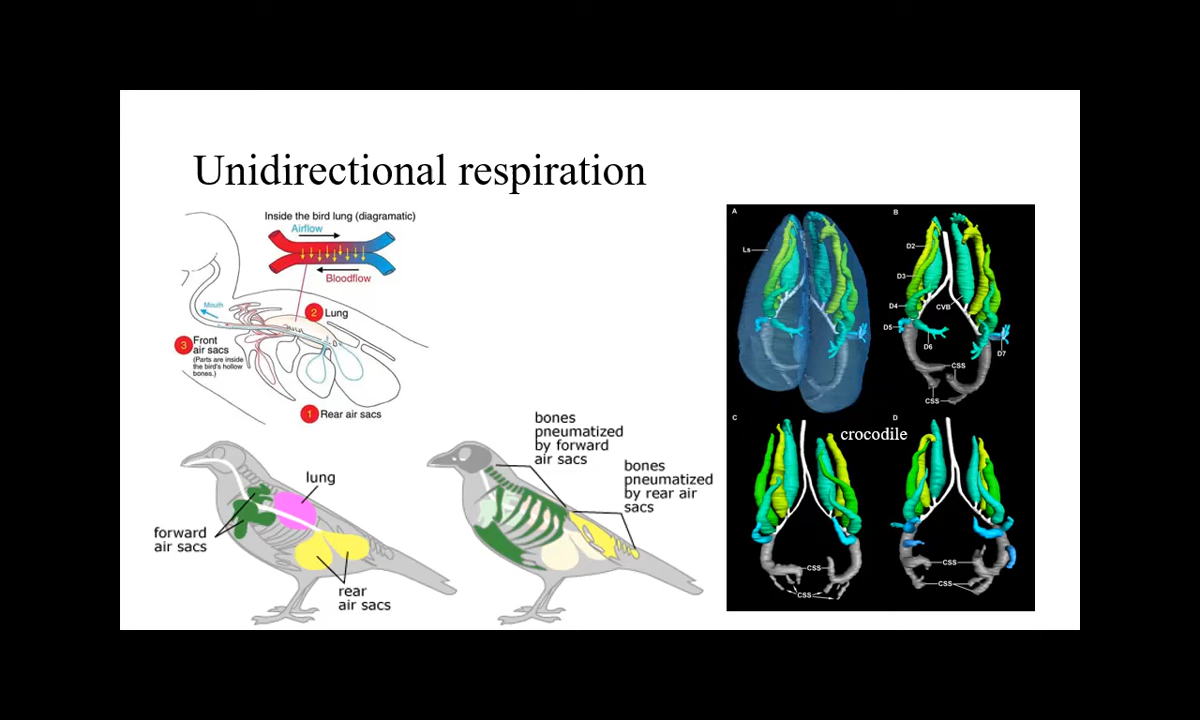 Unidirectional respiration
Inside the bird lung (diagramatic)
Airflow
Bloodflow
Mouth
2 Lung
3 Front
air sacs
(Parts are inside
the bird's hollow
bones.)
1 Rear air sacs
lung
forward
air sacs
rear
air sacs
bones
pneumatized
by forward
air sacs
bones
pneumatized
by rear air
sacs
A
Ls
B
D2
D3
D4
CVB
D5
D6
D7
CSS
CSS
C
crocodile
CSS
CSS
D
CSS
CSS